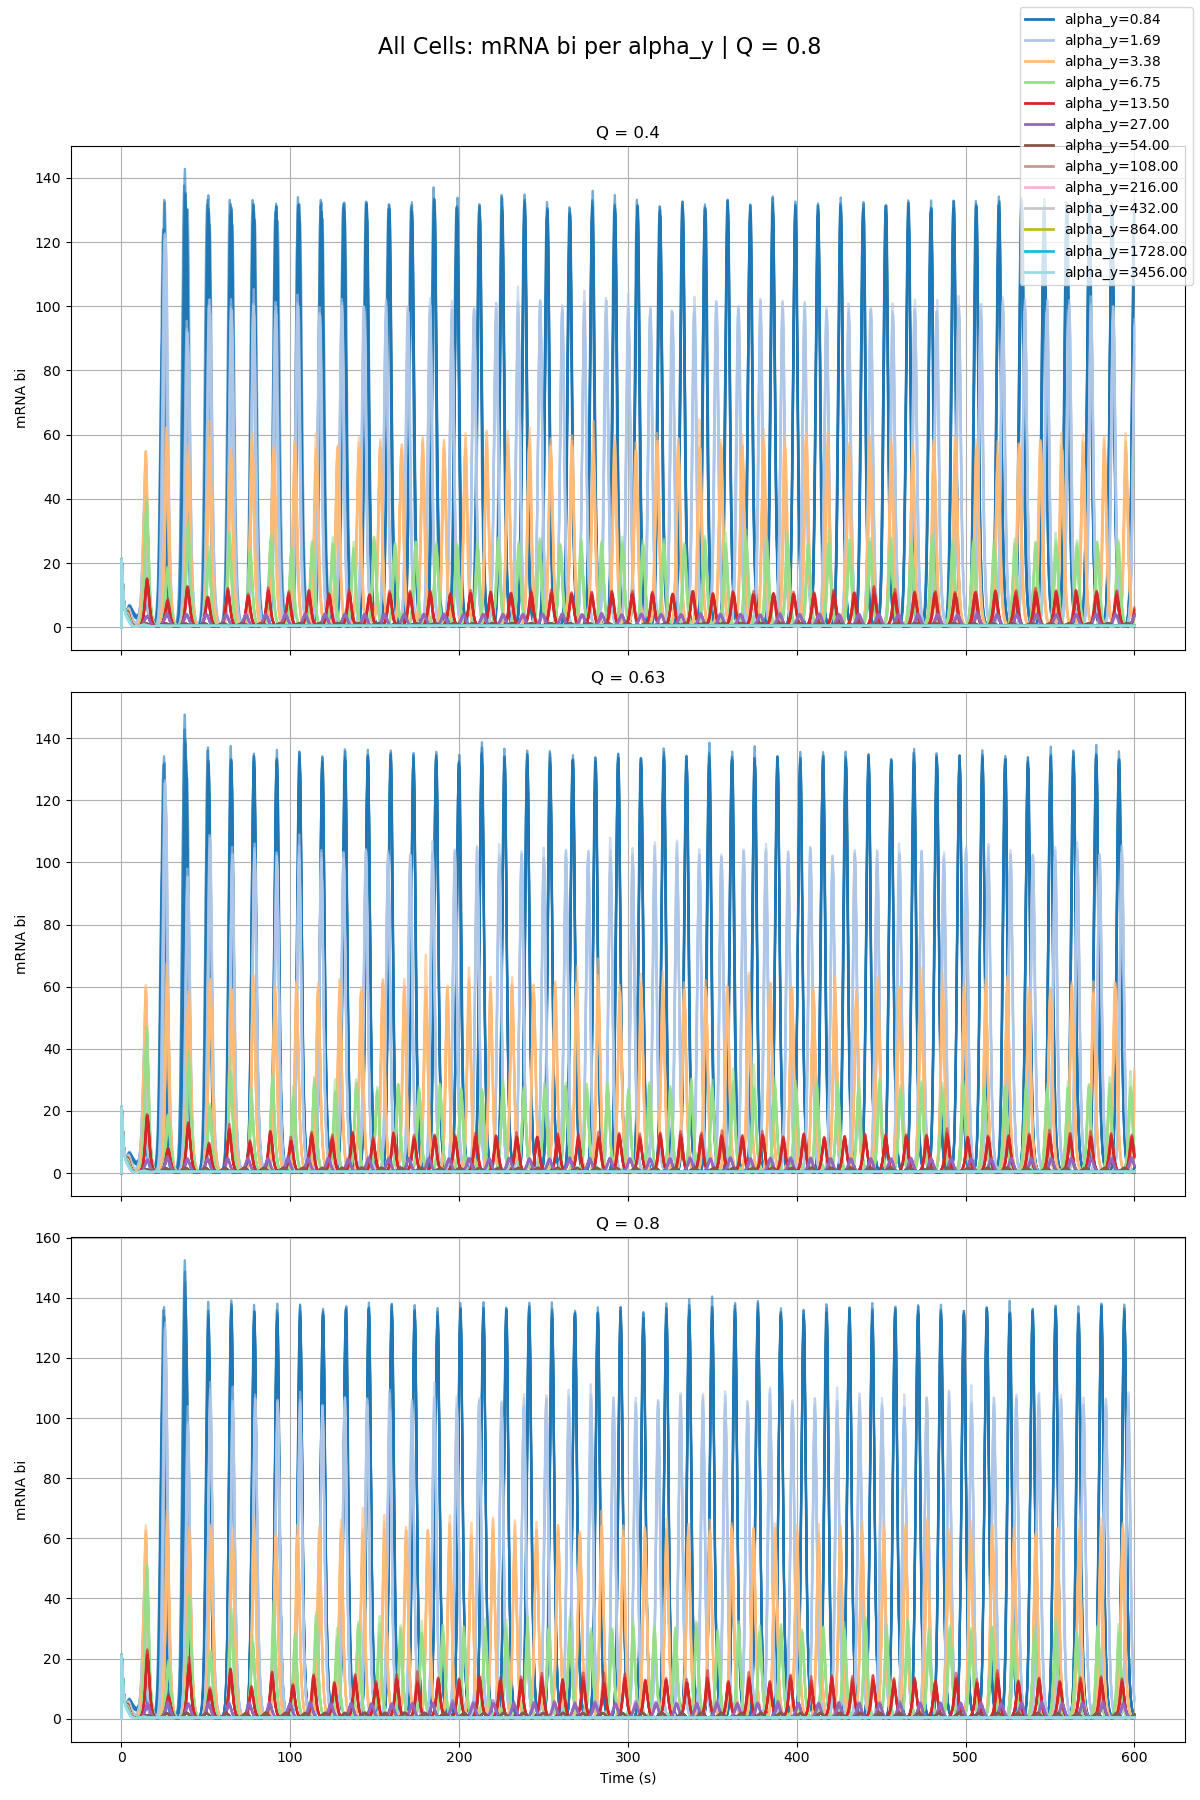 All Cells: mRNA bi per alpha_y | Q = 0.8
alpha_y=0.84
alpha_y=1.69
alpha_y=3.38
alpha_y=6.75
alpha_y=13.50
alpha_y=27.00
alpha_y=54.00
alpha_y=108.00
alpha_y=216.00
alpha_y=432.00
alpha_y=864.00
alpha_y=1728.00
alpha_y=3456.00
Q = 0.4
140
120
100
80
60
40
20
0
mRNA bi
Q = 0.63
140
120
100
80
60
40
20
0
mRNA bi
Q = 0.8
160
140
120
100
80
60
40
20
0
mRNA bi
0 100 200 300 400 500 600
Time (s)